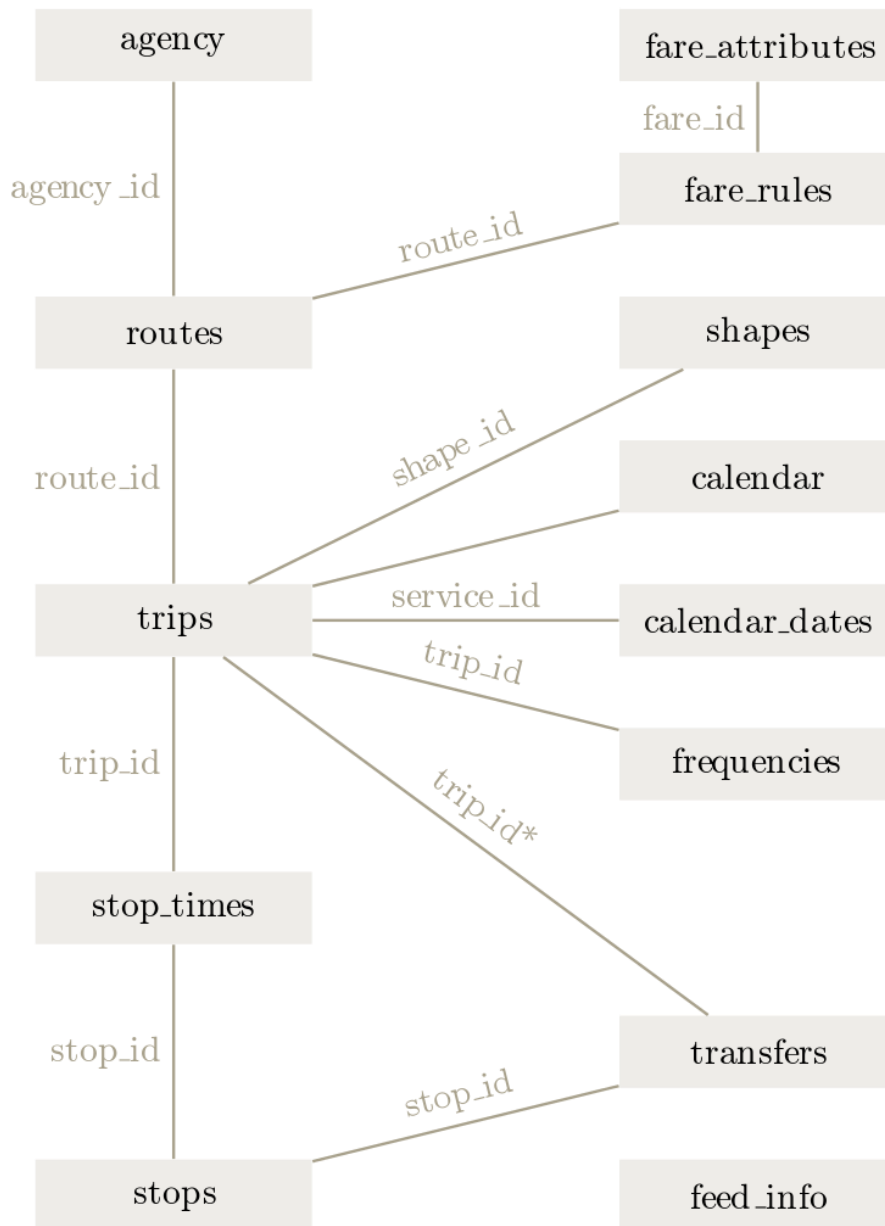 agency
fare_attributes
fare_id
agency_id
fare_rules
route_id
routes
shapes
shape_id
calendar
route_id
service_id
trips
calendar_dates
trip_id
trip_id
frequencies
trip_id*
stop_times
stop_id
transfers
stop_id
stops
feed_info